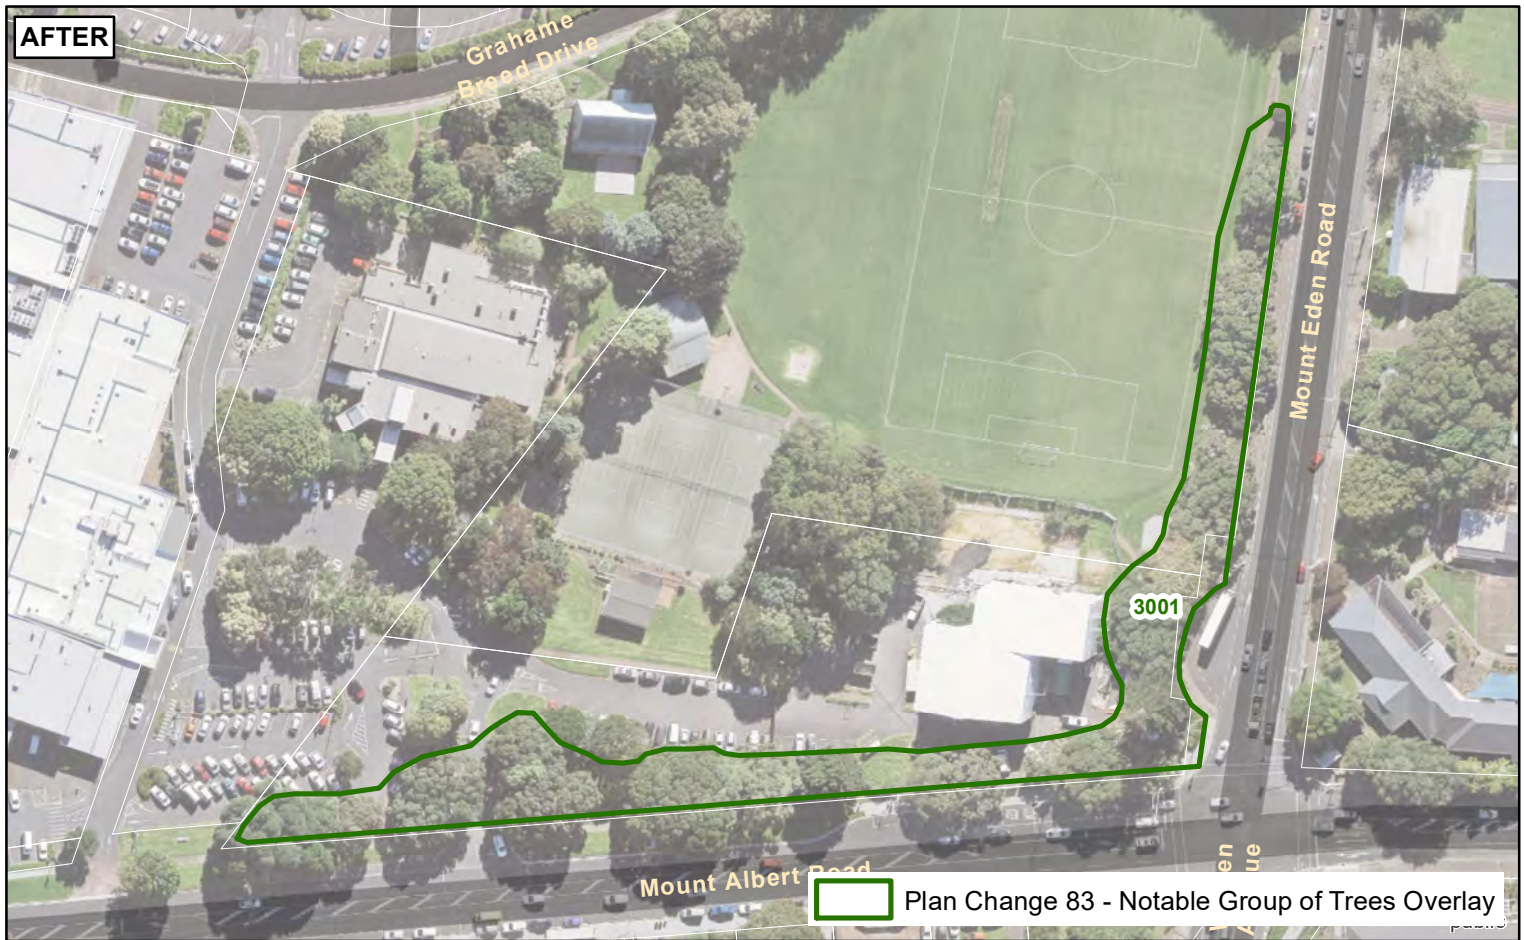 AFTER
Grahame
Breed Drive
Mount Eden Road
3001
Mount Albert Road
Plan Change 83 - Notable Group of Trees Overlay